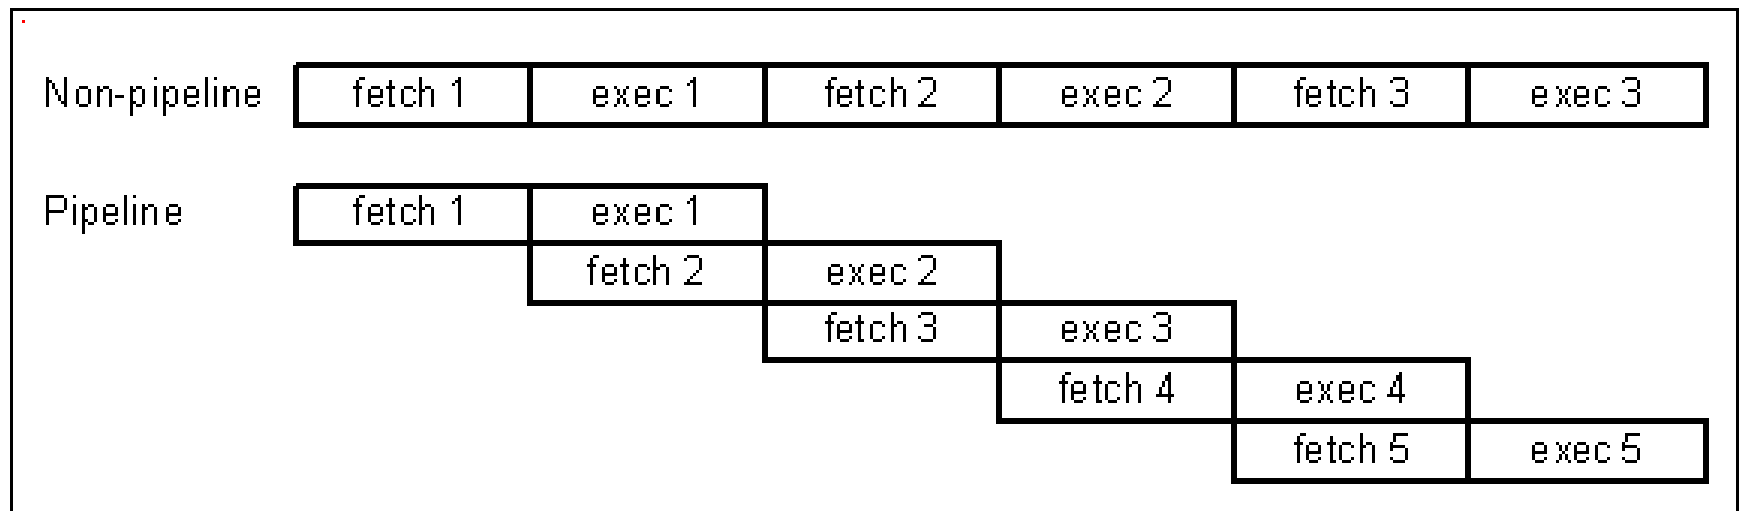 Non-pipeline fetch 1 exec 1 fetch 2 exec 2 fetch 3 exec 3
Pipeline fetch 1 exec 1
fetch 2 exec 2
fetch 3 exec 3
fetch 4 exec 4
fetch 5 exec 5